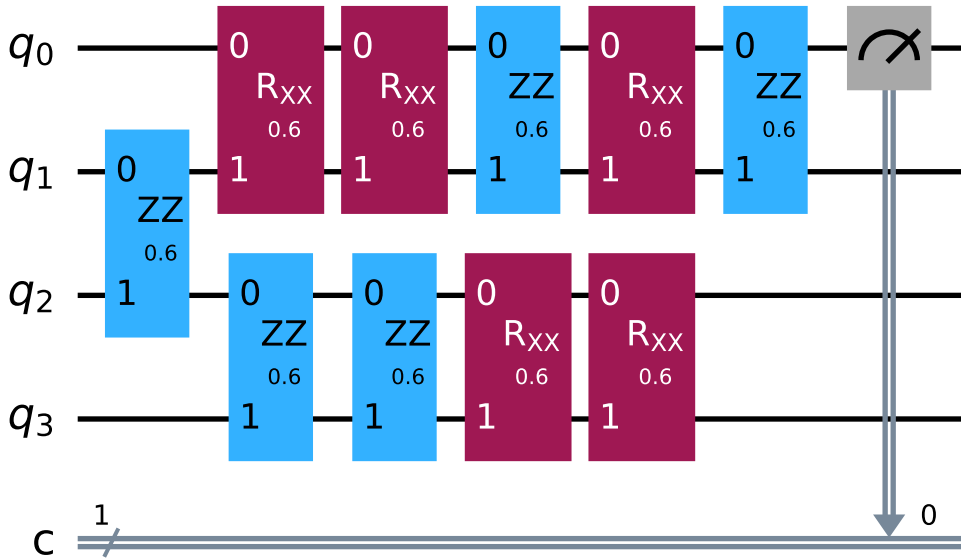 q0
0 0 0 0 0
RXX RXX ZZ RXX ZZ
0.6 0.6 0.6 0.6 0.6
q1
0 1 1 1 1 1
ZZ
0.6
q2
1 0 0 0 0
ZZ ZZ RXX RXX
0.6 0.6 0.6 0.6
q3
1 1 1 1
1 0
c